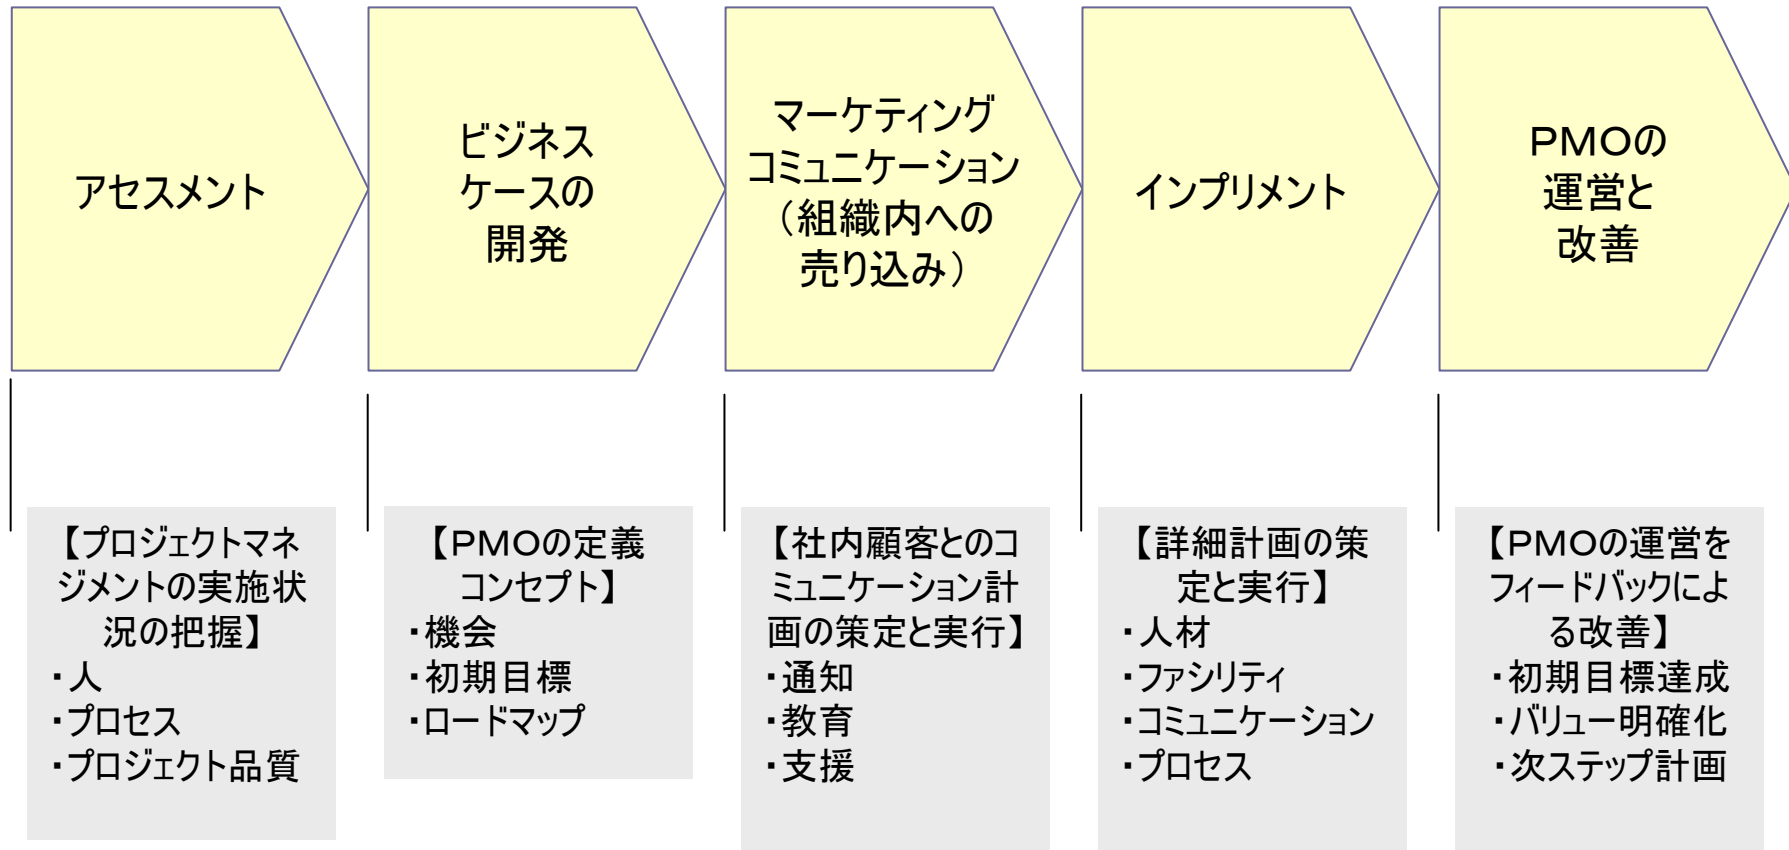 アセスメント
ビジネス
ケースの
開発
マーケティング
コミュニケーション
（組織内への
売り込み）
インプリメント
ＰＭＯの
運営と
改善
【プロジェクトマネ
ジメントの実施状
況の把握】
・人
・プロセス
・プロジェクト品質
【ＰＭＯの定義
コンセプト】
・機会
・初期目標
・ロードマップ
【社内顧客とのコ
ミュニケーション計
画の策定と実行】
・通知
・教育
・支援
【詳細計画の策
定と実行】
・人材
・ファシリティ
・コミュニケーション
・プロセス
【ＰＭＯの運営を
フィードバックによ
る改善】
・初期目標達成
・バリュー明確化
・次ステップ計画